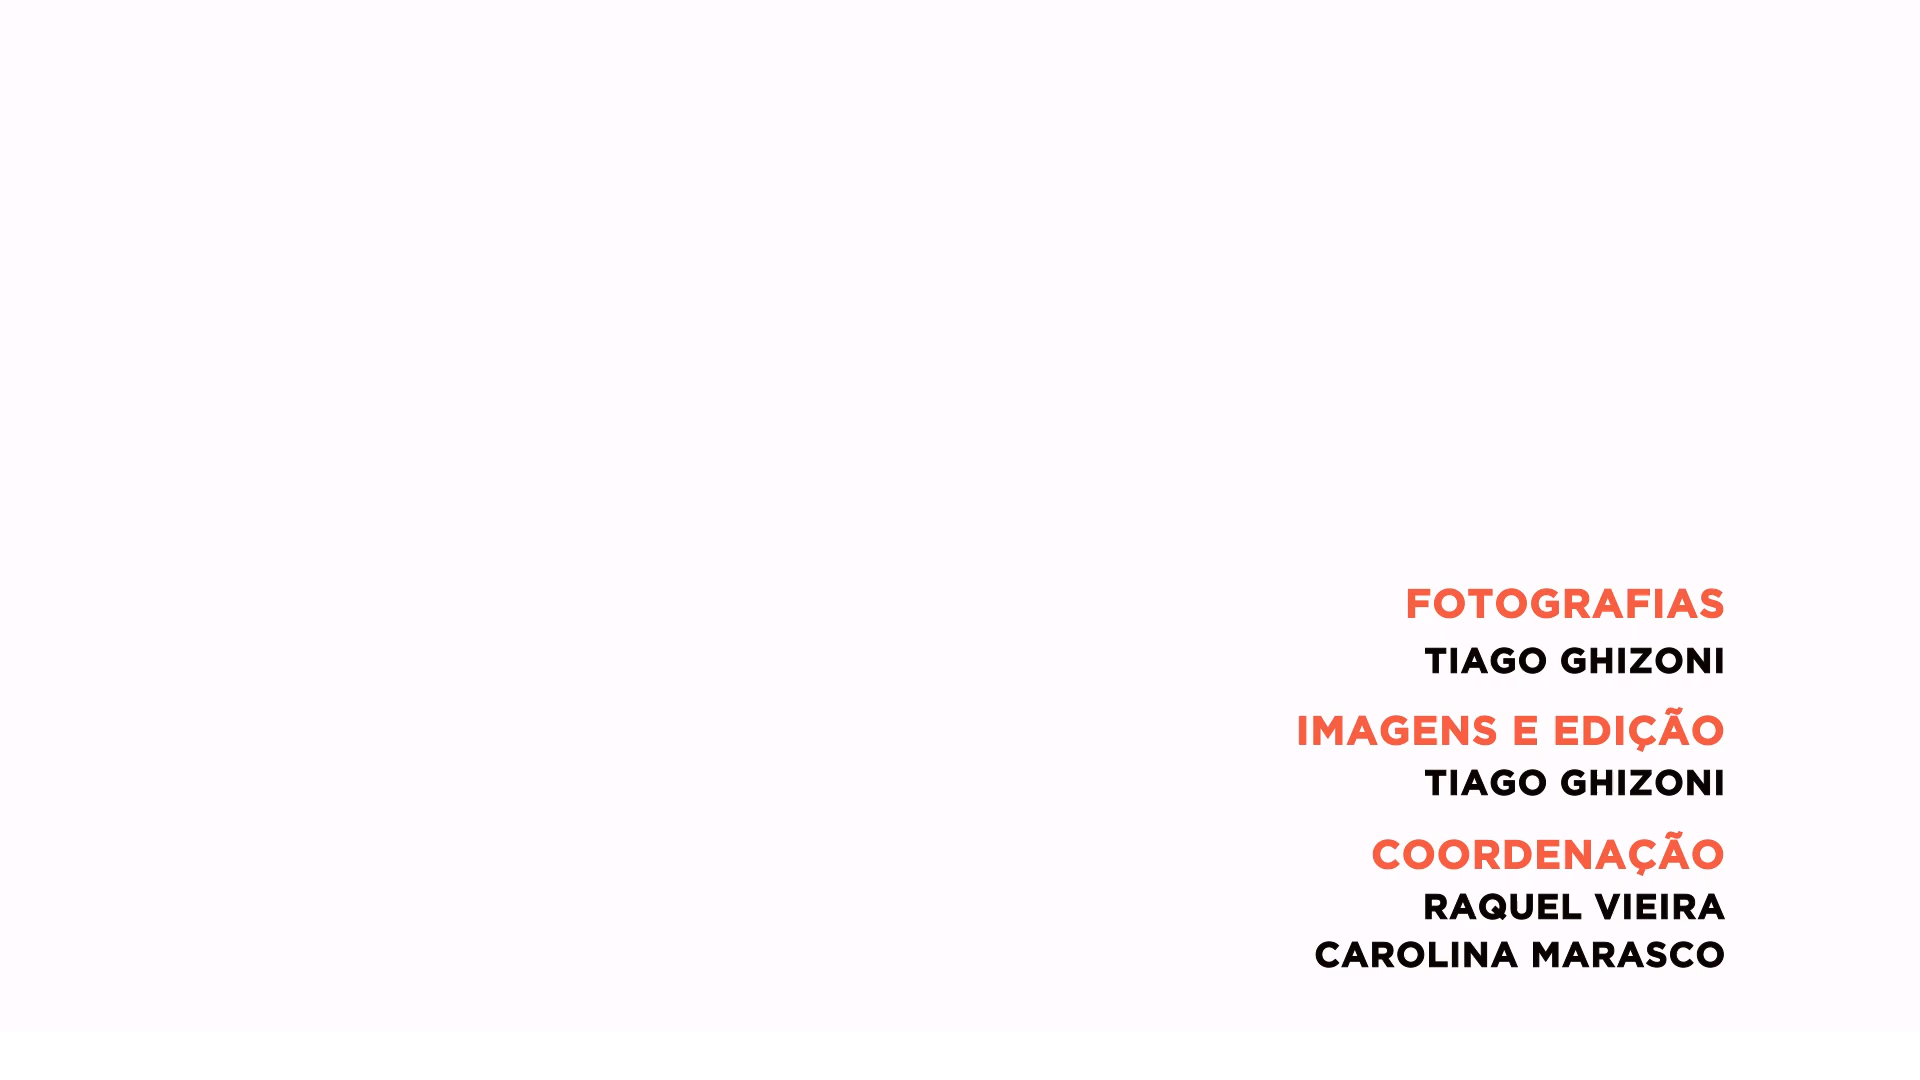 FOTOGRAFIAS
TIAGO GHIZONI
IMAGENS E EDIÇÃO
TIAGO GHIZONI
COORDENAÇÃO
RAQUEL VIEIRA
CAROLINA MARASCO